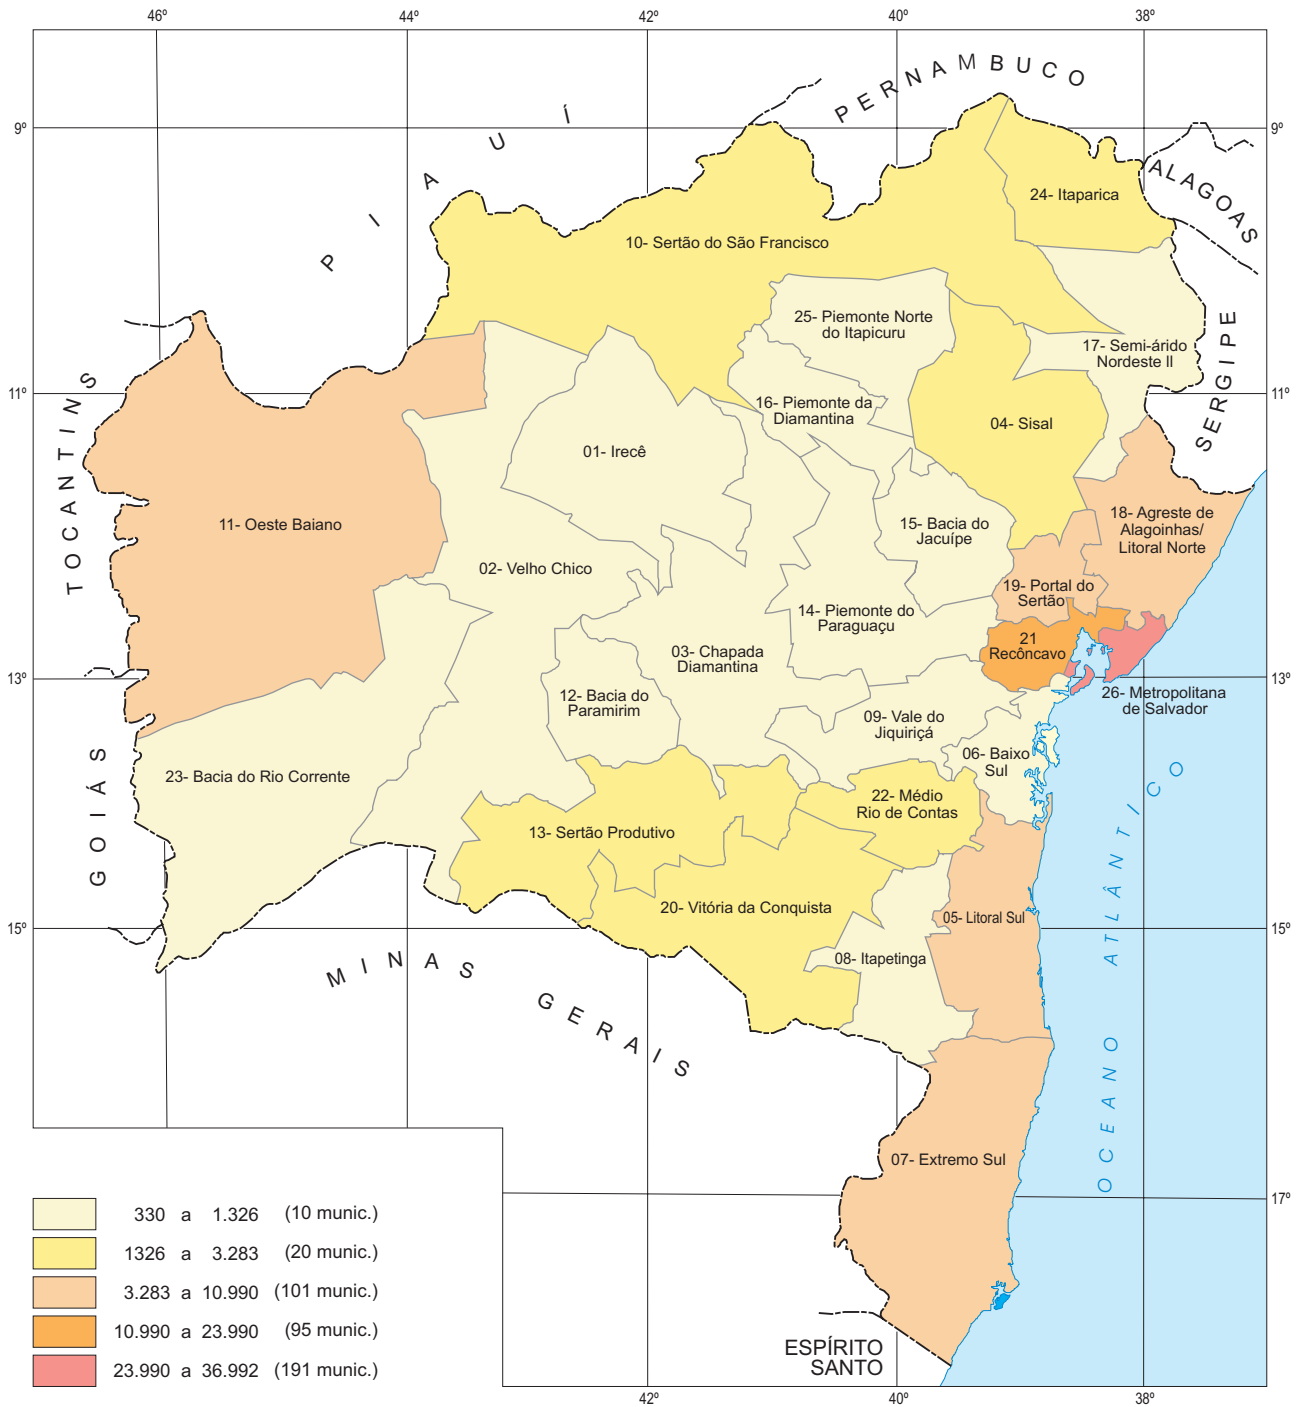 46º 44º 42º 40º 38º
PERNAMBUCO
PIAUÍ
9º 9º
ALAGOAS
24- Itaparica
10- Sertão do São Francisco
25- Piemonte Norte
do Itapicuru
17- Semi-árido
Nordeste II
SERGIPE
11º 11º
TOCANTINS
16- Piemonte da
Diamantina
04- Sisal
01- Irecê
11- Oeste Baiano
15- Bacia do
Jacuípe
18- Agreste de
Alagoinhas/
Litoral Norte
02- Velho Chico
19- Portal do
Sertão
14- Piemonte do
Paraguaçu
21
Recôncavo
03- Chapada
Diamantina
13º 13º
12- Bacia do
Paramirim
26- Metropolitana
de Salvador
09- Vale do
Jiquiriçá
06- Baixo
Sul
GOIÁS
23- Bacia do Rio Corrente
22- Médio
Rio de Contas
13- Sertão Produtivo
20- Vitória da Conquista
05- Litoral Sul
15º 15º
08- Itapetinga
MINAS GERAIS
OCEANO ATLÂNTICO
07- Extremo Sul
17º
330 a 1.326 (10 munic.)
1326 a 3.283 (20 munic.)
3.283 a 10.990 (101 munic.)
10.990 a 23.990 (95 munic.)
23.990 a 36.992 (191 munic.)
ESPÍRITO
SANTO
42º 40º 38º